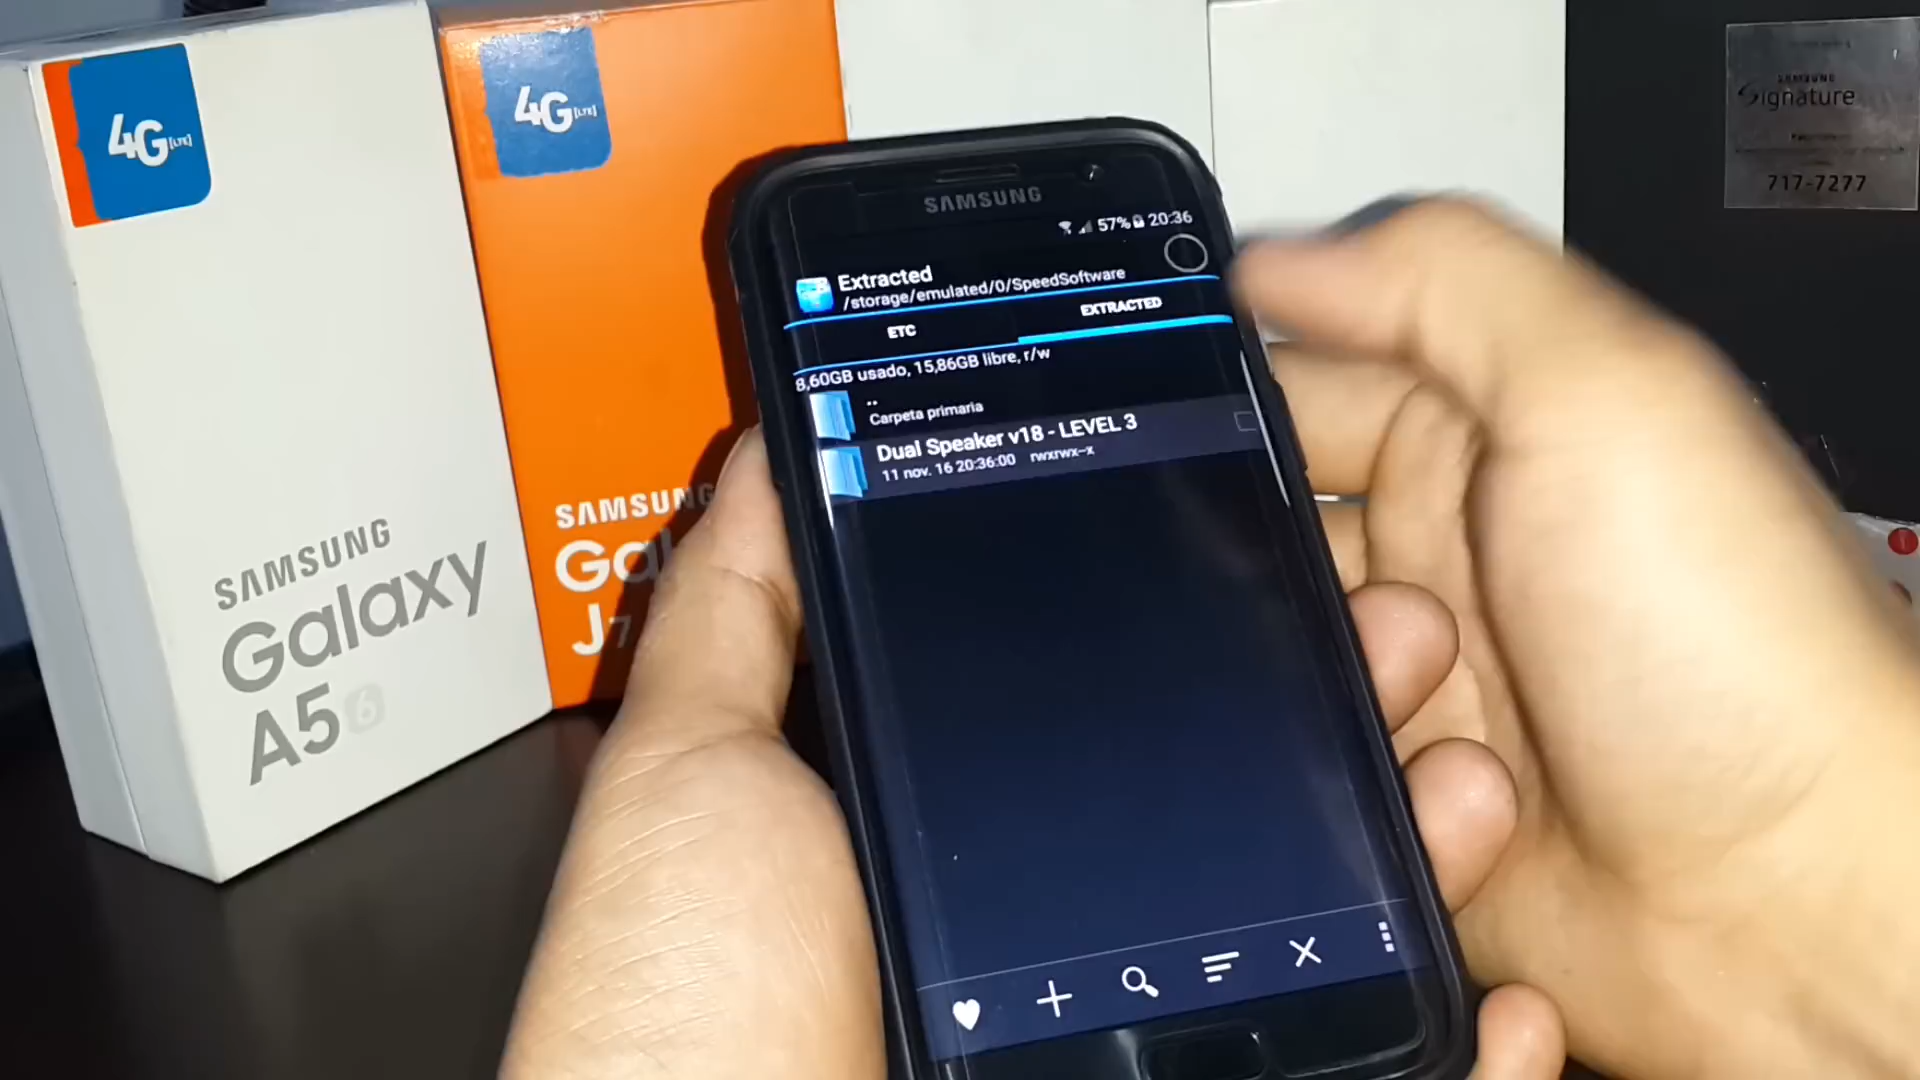 4G[LTE]
4G[LTE]
SAMSUNG
Galaxy
A5 6
SAMSUNG
Gal
J7
SAMSUNG
57% 20:36
Extracted
/storage/emulated/0/SpeedSoftware
ETC
EXTRACTED
8,60GB usado, 15,86GB libre, r/w
..
Carpeta primaria
Dual Speaker v18 - LEVEL 3
11 nov. 16 20:36:00 rwxrwx--x
SAMSUNG
Signature
717-7277